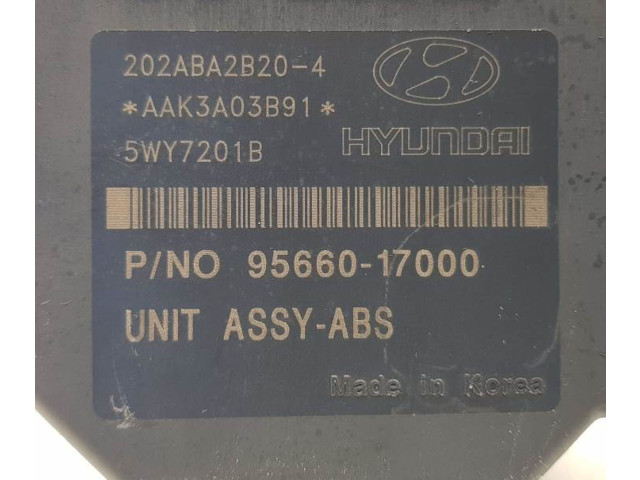 202ABA2B20-4
*AAK3A03B91*
5WY7201B
HYUNDAI
P/NO 95660-17000
UNIT ASSY-ABS
Made in Korea